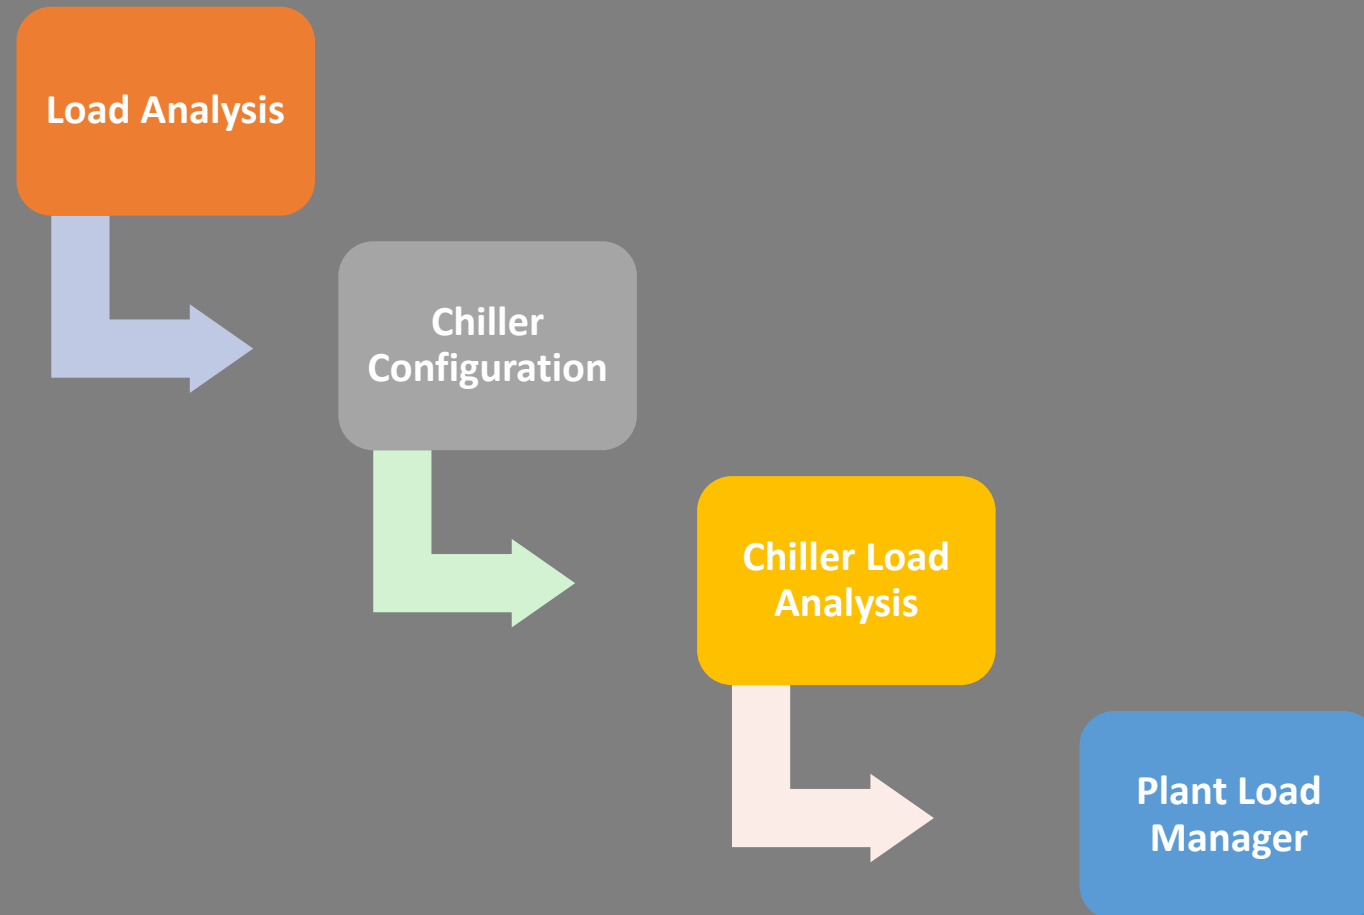 Load Analysis
Chiller
Configuration
Chiller Load
Analysis
Plant Load
Manager